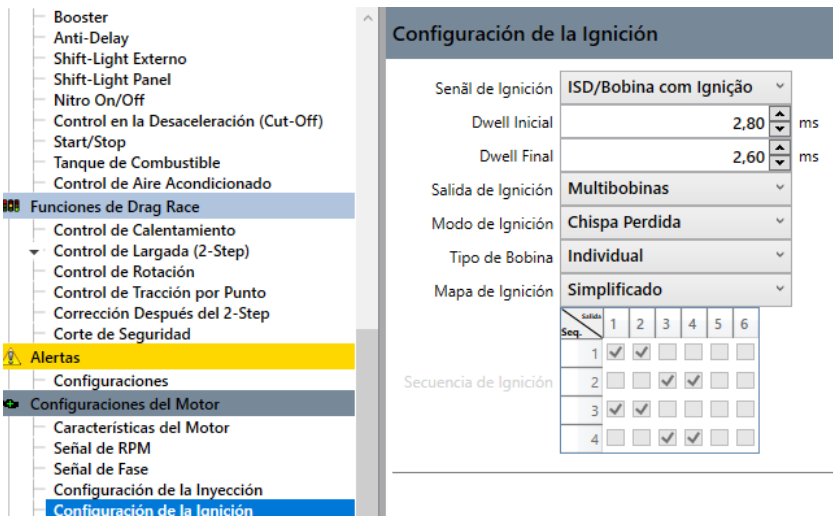 Booster
Anti-Delay
Shift-Light Externo
Shift-Light Panel
Nitro On/Off
Control en la Desaceleración (Cut-Off)
Start/Stop
Tanque de Combustible
Control de Aire Acondicionado
Funciones de Drag Race
Control de Calentamiento
Control de Largada (2-Step)
Control de Rotación
Control de Tracción por Punto
Corrección Después del 2-Step
Corte de Seguridad
Alertas
Configuraciones
Configuraciones del Motor
Características del Motor
Señal de RPM
Señal de Fase
Configuración de la Inyección
Configuración de la Ignición
Configuración de la Ignición
Senãl de Ignición ISD/Bobina com Ignição
Dwell Inicial 2,80 ms
Dwell Final 2,60 ms
Salida de Ignición Multibobinas
Modo de Ignición Chispa Perdida
Tipo de Bobina Individual
Mapa de Ignición Simplificado
Salida
Seq. 1 2 3 4 5 6
1
Secuencia de Ignición 2
3
4